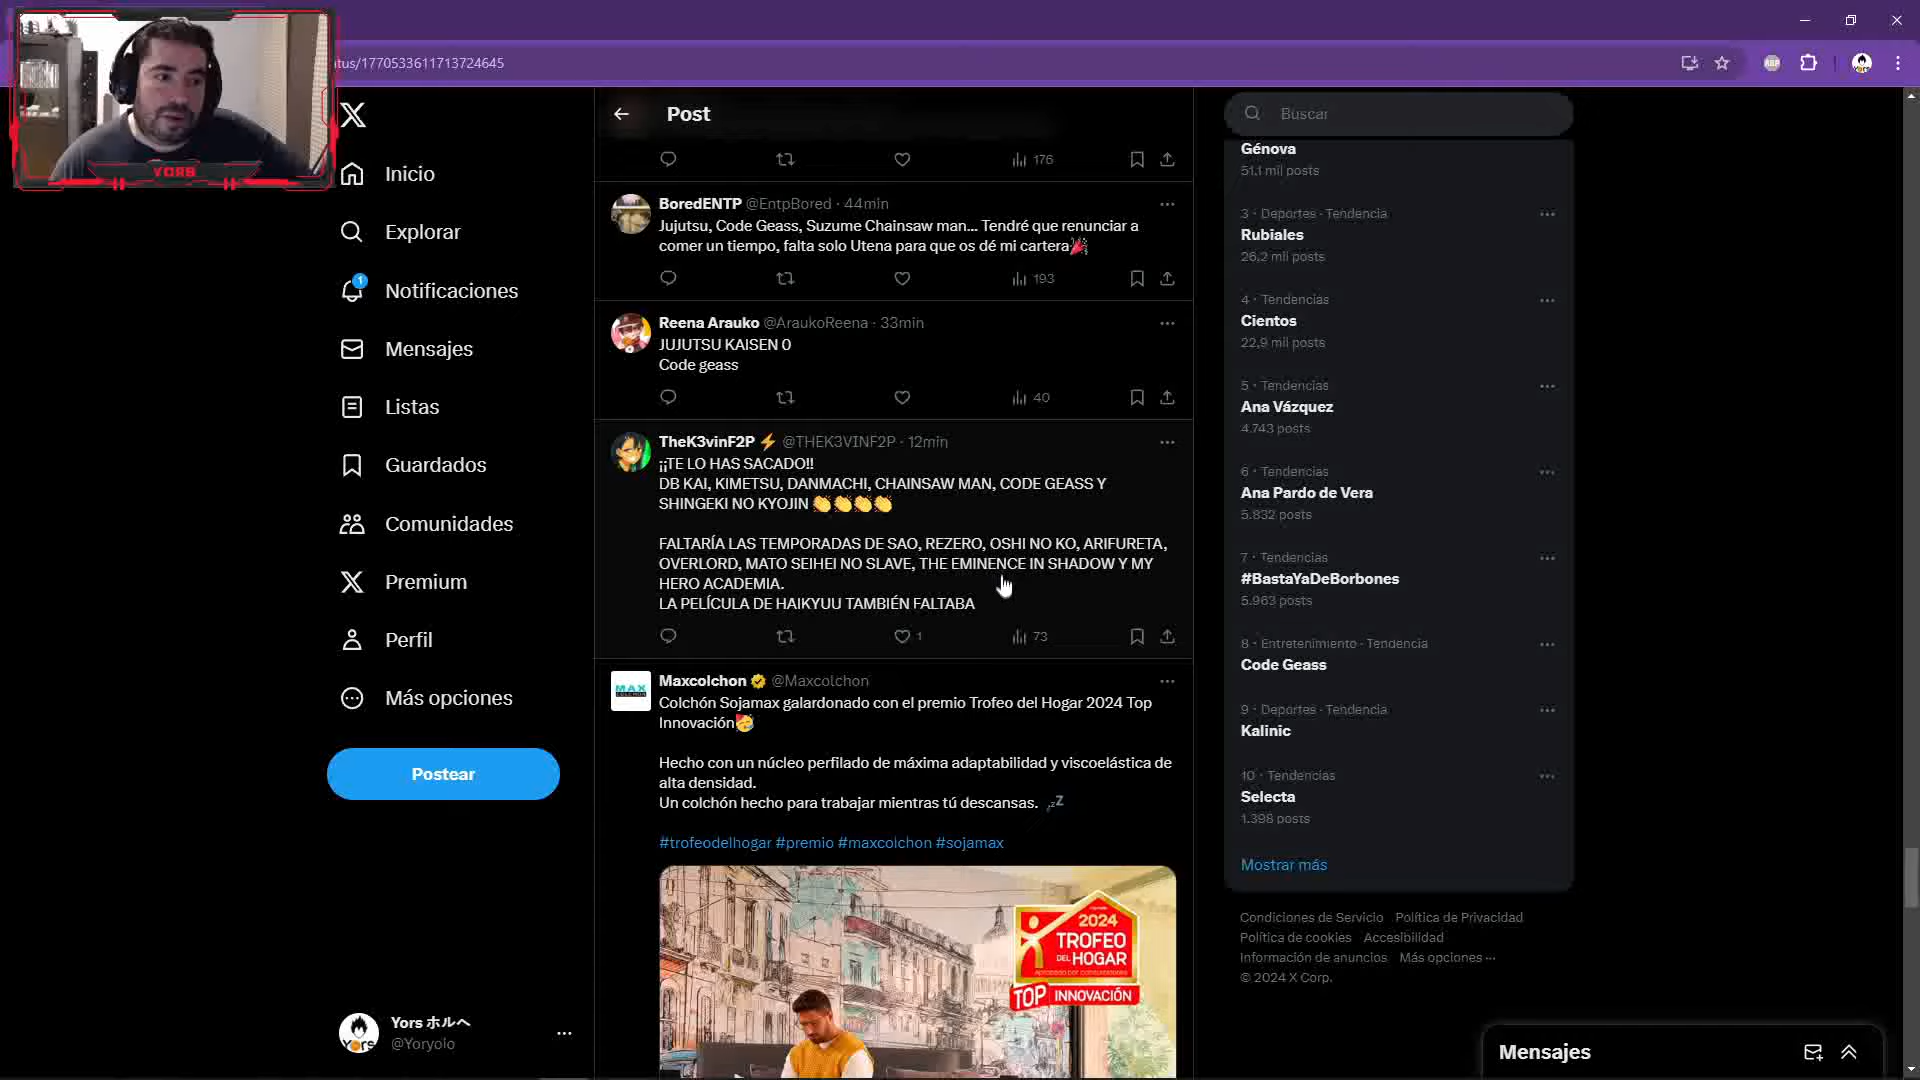 YORS
tus/1770533611713724645
Inicio
Explorar
1
Notificaciones
Mensajes
Listas
Guardados
Comunidades
Premium
Perfil
Más opciones
Postear
Yors ホルヘ
@Yoryolo
Post
176
BoredENTP @EntpBored · 44min
Jujutsu, Code Geass, Suzume Chainsaw man... Tendré que renunciar a
comer un tiempo, falta solo Utena para que os dé mi cartera🎉
193
Reena Arauko @AraukoReena · 33min
JUJUTSU KAISEN 0
Code geass
40
TheK3vinF2P ⚡ @THEK3VINF2P · 12min
¡¡TE LO HAS SACADO!!
DB KAI, KIMETSU, DANMACHI, CHAINSAW MAN, CODE GEASS Y
SHINGEKI NO KYOJIN 👏👏👏👏
FALTARÍA LAS TEMPORADAS DE SAO, REZERO, OSHI NO KO, ARIFURETA,
OVERLORD, MATO SEIHEI NO SLAVE, THE EMINENCE IN SHADOW Y MY
HERO ACADEMIA.
LA PELÍCULA DE HAIKYUU TAMBIÉN FALTABA
1
73
Maxcolchon @Maxcolchon
Colchón Sojamax galardonado con el premio Trofeo del Hogar 2024 Top
Innovación🥳
Hecho con un núcleo perfilado de máxima adaptabilidad y viscoelástica de
alta densidad.
Un colchón hecho para trabajar mientras tú descansas. 💤
#trofeodelhogar #premio #maxcolchon #sojamax
2024
TROFEO
DEL HOGAR
TOP INNOVACIÓN
Buscar
Génova
51,1 mil posts
3 · Deportes · Tendencia
Rubiales
26,2 mil posts
4 · Tendencias
Cientos
22,9 mil posts
5 · Tendencias
Ana Vázquez
4.743 posts
6 · Tendencias
Ana Pardo de Vera
5.832 posts
7 · Tendencias
#BastaYaDeBorbones
5.963 posts
8 · Entretenimiento · Tendencia
Code Geass
9 · Deportes · Tendencia
Kalinic
10 · Tendencias
Selecta
1.398 posts
Mostrar más
Condiciones de Servicio Política de Privacidad
Política de cookies Accesibilidad
Información de anuncios Más opciones ···
© 2024 X Corp.
Mensajes